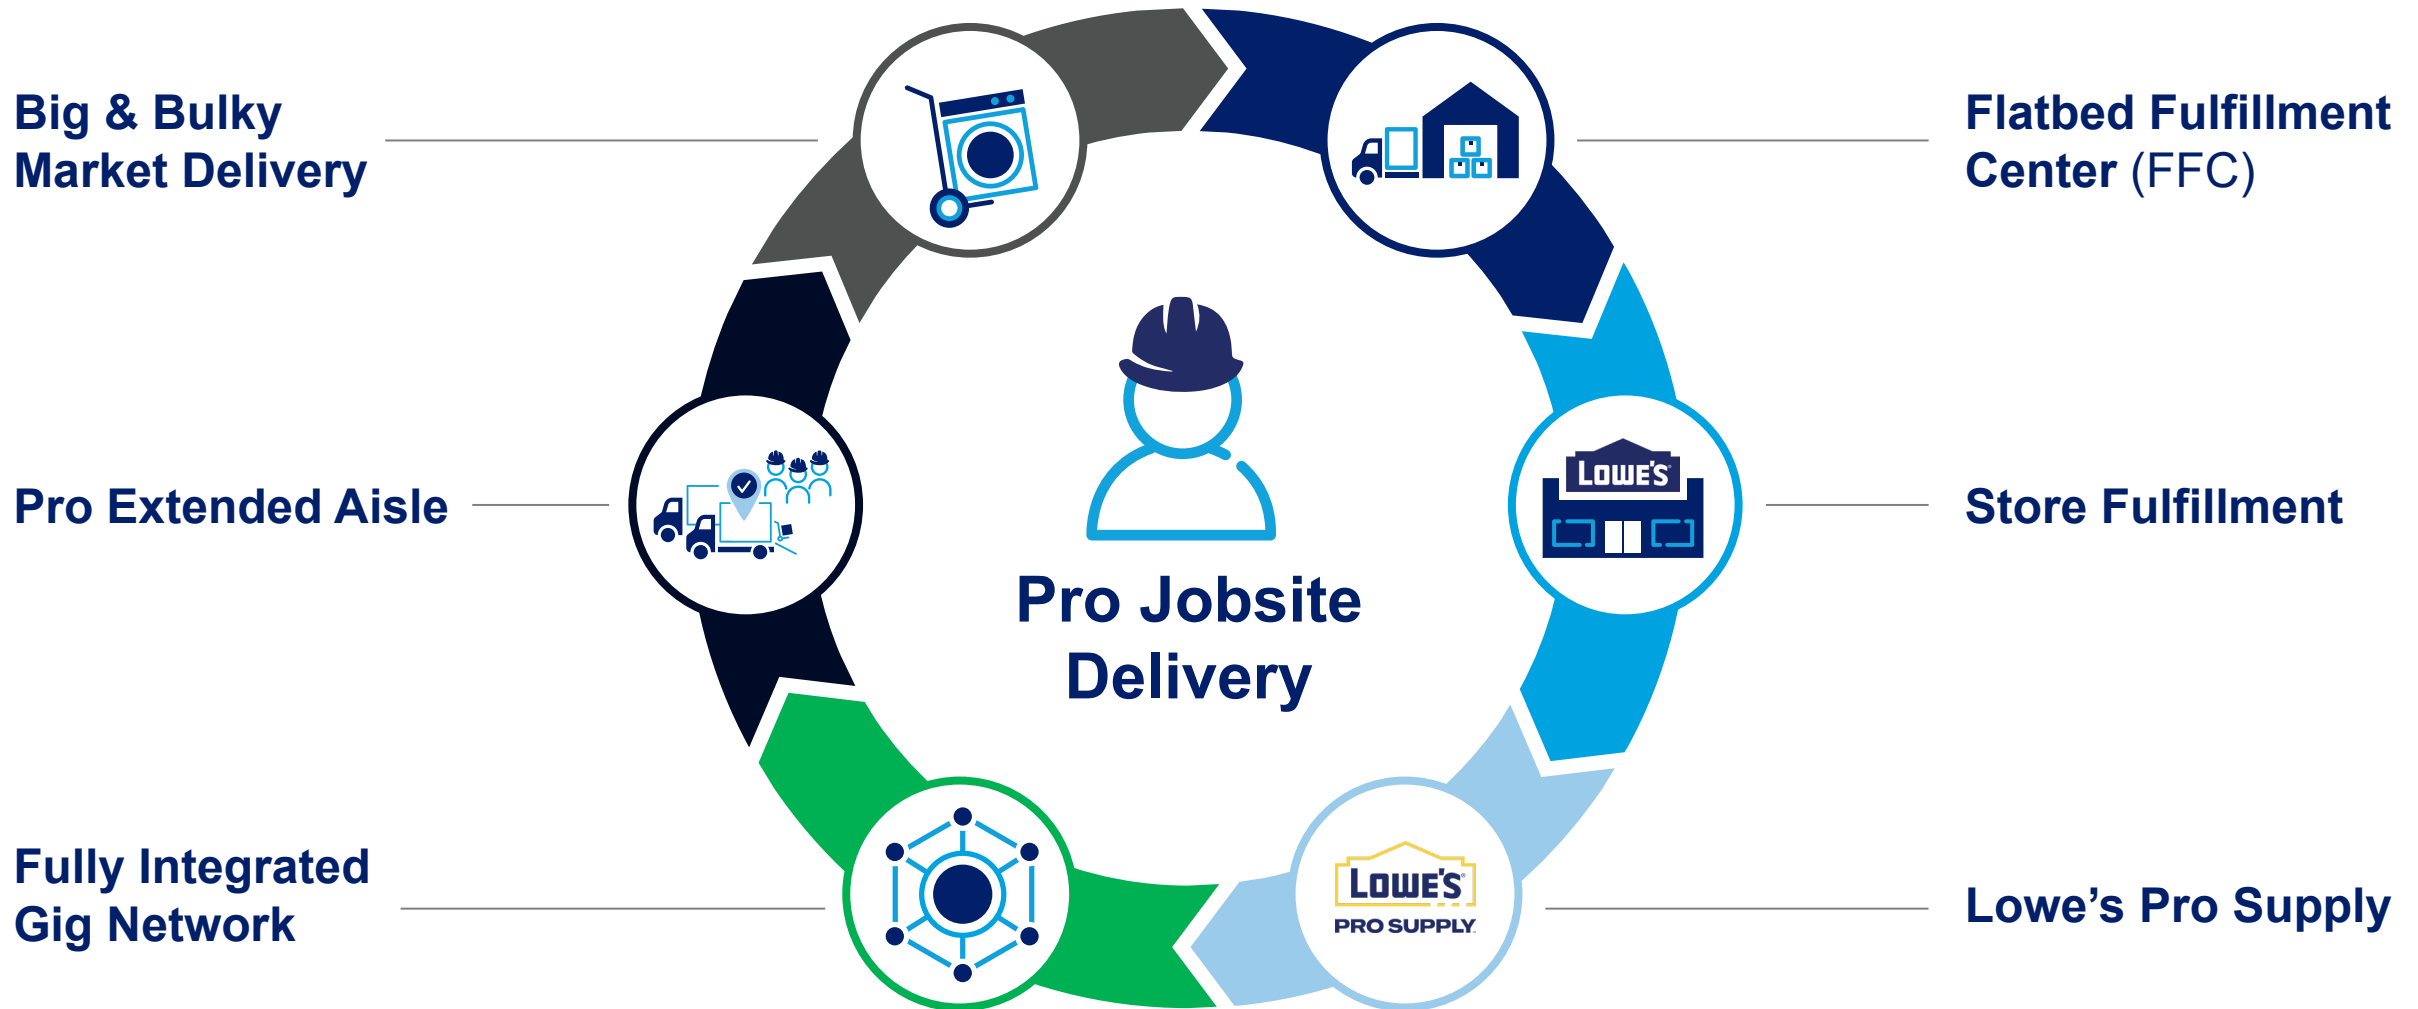 Big & Bulky
Market Delivery
Flatbed Fulfillment
Center (FFC)
LOWE'S
Pro Extended Aisle
Store Fulfillment
Pro Jobsite
Delivery
Fully Integrated
Gig Network
LOWE'S
PRO SUPPLY
Lowe’s Pro Supply